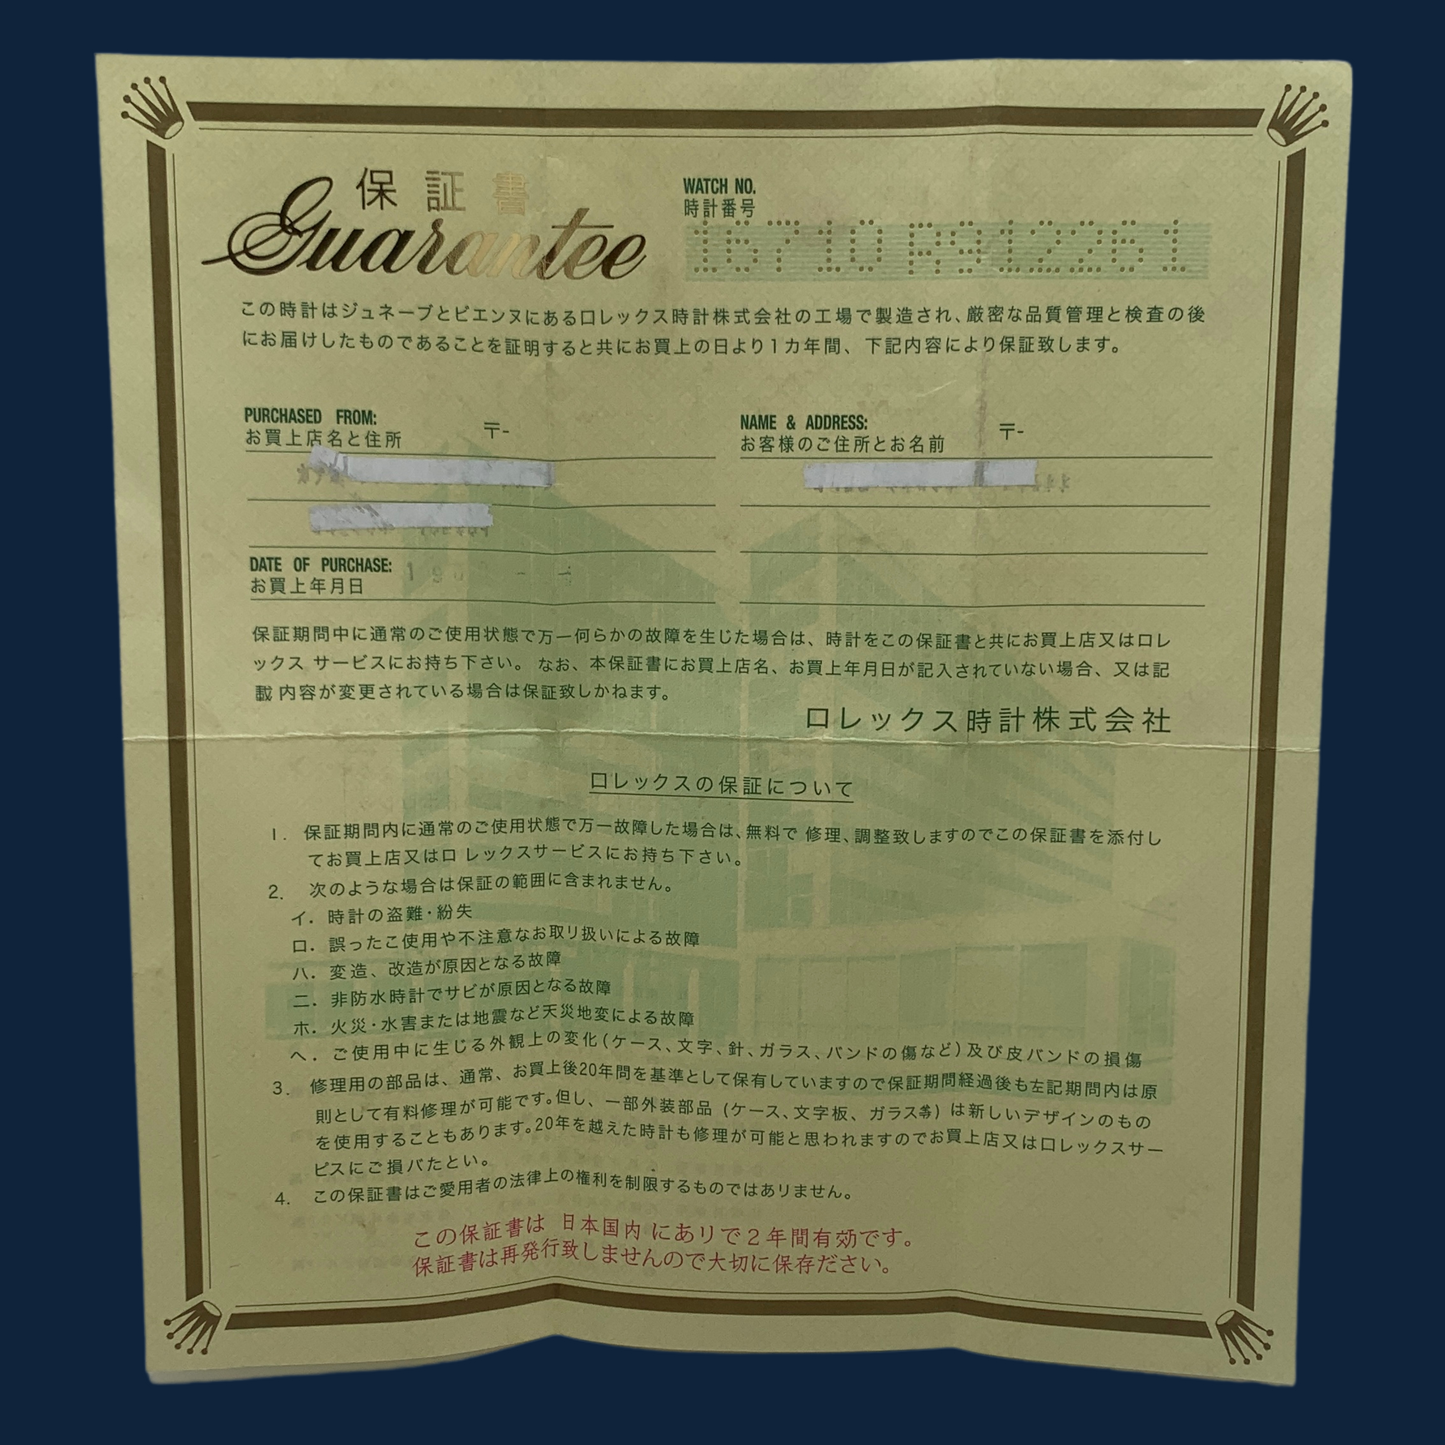 保証書
Guarantee
WATCH NO.
時計番号
16710 R912261
この時計はジュネーブとビエンヌにある口レックス時計株式会社の工場で製造され、厳密な品質管理と検査の後
にお届けしたものであることを証明すると共にお買上の日より1カ年間、下記内容により保証致します。
PURCHASED FROM:
お買上店名と住所 〒-
NAME & ADDRESS:
お客様のご住所とお名前 〒-
DATE OF PURCHASE:
お買上年月日
保証期間中に通常のご使用状態で万一何らかの故障を生じた場合は、時計をこの保証書と共にお買上店又は口レ
ックス サービスにお持ち下さい。 なお、本保証書にお買上店名、お買上年月日が記入されていない場合、又は記
載内容が変更されている場合は保証致しかねます。
口レックス時計株式会社
口レックスの保証について
1. 保証期間内に通常のご使用状態で万一故障した場合は、無料で 修理、調整致しますのでこの保証書を添付し
てお買上店又は口 レックスサービスにお持ち下さい。
2. 次のような場合は保証の範囲に含まれません。
イ. 時計の盗難・紛失
ロ. 誤ったこ使用や不注意なお取り扱いによる故障
ハ. 変造、改造が原因となる故障
ニ. 非防水時計でサビが原因となる故障
ホ. 火災・水害または地震など天災地変による故障
ヘ. ご使用中に生じる外観上の変化(ケース、文字、針、ガラス、バンドの傷など)及び皮バンドの損傷
3. 修理用の部品は、通常、お買上後20年間を基準として保有していますので保証期間経過後も左記期間内は原
則として有料修理が可能です。但し、一部外装部品 (ケース、文字板、ガラス等) は新しいデザインのもの
を使用することもあります。20年を越えた時計も修理が可能と思われますのでお買上店又は口レックスサー
ビスにご損バたとい。
4. この保証書はご愛用者の法律上の権利を制限するものではありません。
この保証書は 日本国内 にありで2年間有効です。
保証書は再発行致しませんので大切に保存ださい。